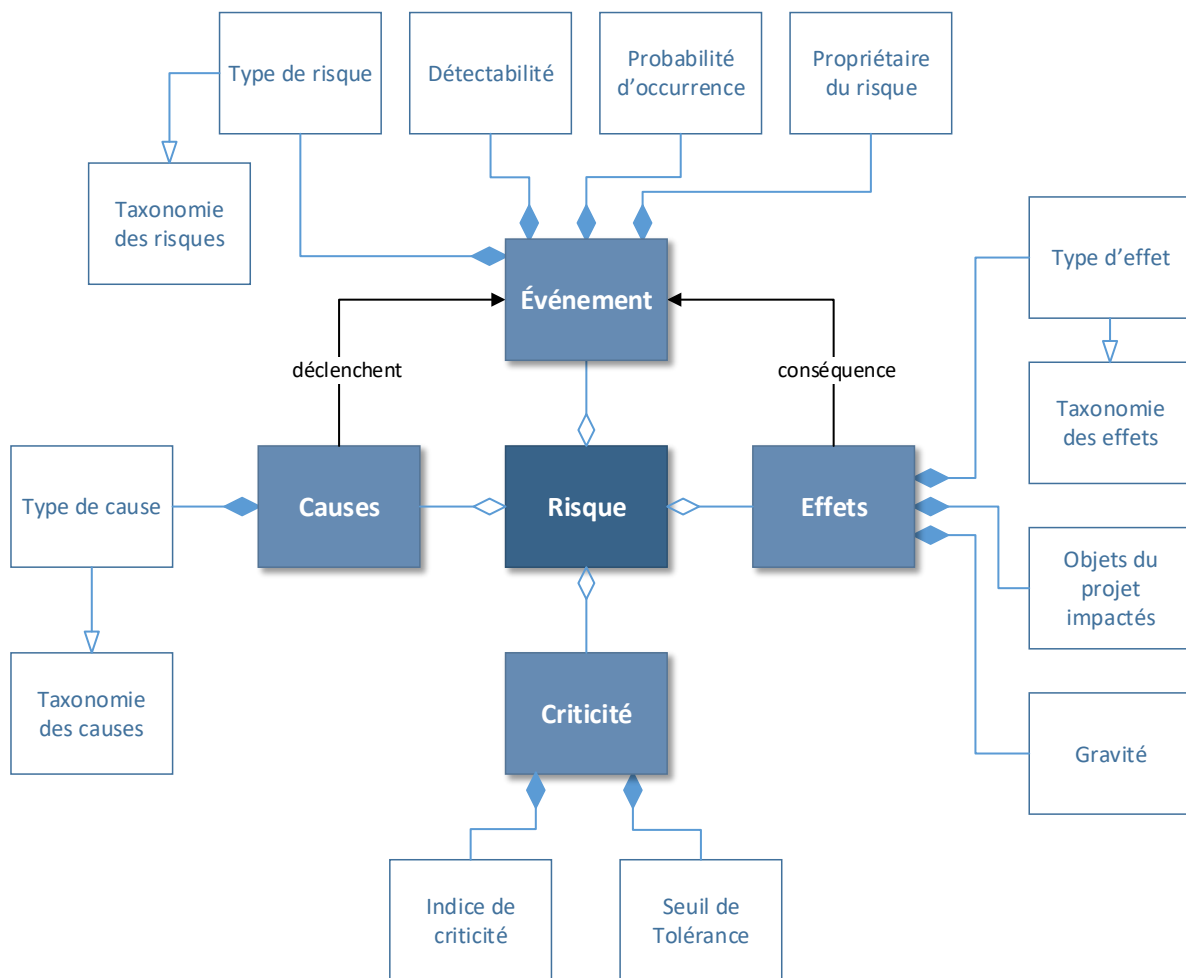 Type de risque
Détectabilité
Probabilité
d’occurrence
Propriétaire
du risque
Taxonomie
des risques
Événement
Type d’effet
déclenchent
conséquence
Taxonomie
des effets
Type de cause
Causes
Risque
Effets
Objets du
projet
impactés
Taxonomie
des causes
Criticité
Gravité
Indice de
criticité
Seuil de
Tolérance